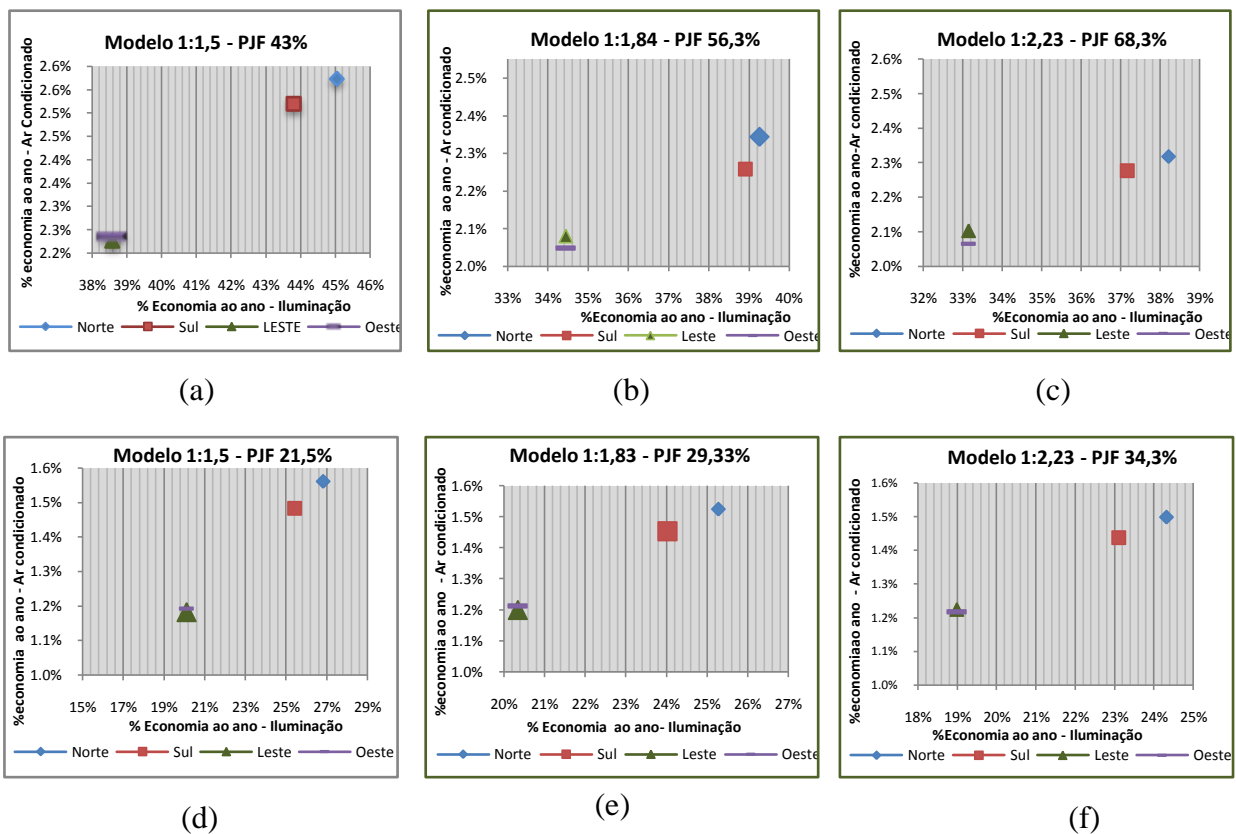 Modelo 1:1,5 - PJF 43%
% economia ao ano - Ar Condicionado
2.6%
2.6%
2.5%
2.5%
2.4%
2.4%
2.3%
2.3%
2.2%
38% 39% 40% 41% 42% 43% 44% 45% 46%
% Economia ao ano - Iluminação
Norte Sul LESTE Oeste
(a)
Modelo 1:1,84 - PJF 56,3%
%economia ao ano - Ar condicionado
2.5%
2.4%
2.3%
2.2%
2.1%
2.0%
33% 34% 35% 36% 37% 38% 39% 40%
%Economia ao ano - Iluminação
Norte Sul Leste Oeste
(b)
Modelo 1:2,23 - PJF 68,3%
%economia ao ano-Ar condicionado
2.6%
2.5%
2.4%
2.3%
2.2%
2.1%
2.0%
32% 33% 34% 35% 36% 37% 38% 39%
%Economia ao ano - Iluminação
Norte Sul Leste Oeste
(c)
Modelo 1:1,5 - PJF 21,5%
%economia ao ano - Ar condicionado
1.6%
1.5%
1.4%
1.3%
1.2%
1.1%
1.0%
15% 17% 19% 21% 23% 25% 27% 29%
% Economia ao ano - Iluminação
Norte Sul Leste Oeste
(d)
Modelo 1:1,83 - PJF 29,33%
%economia ao ano - Ar condicionado
1.6%
1.5%
1.4%
1.3%
1.2%
1.1%
1.0%
20% 21% 22% 23% 24% 25% 26% 27%
% Economia ao ano- Iluminação
Norte Sul Leste Oeste
(e)
Modelo 1:2,23 - PJF 34,3%
%economiaao ano - Ar condicionado
1.6%
1.5%
1.4%
1.3%
1.2%
1.1%
1.0%
18% 19% 20% 21% 22% 23% 24% 25%
%Economia ao ano - Iluminação
Norte Sul Leste Oeste
(f)